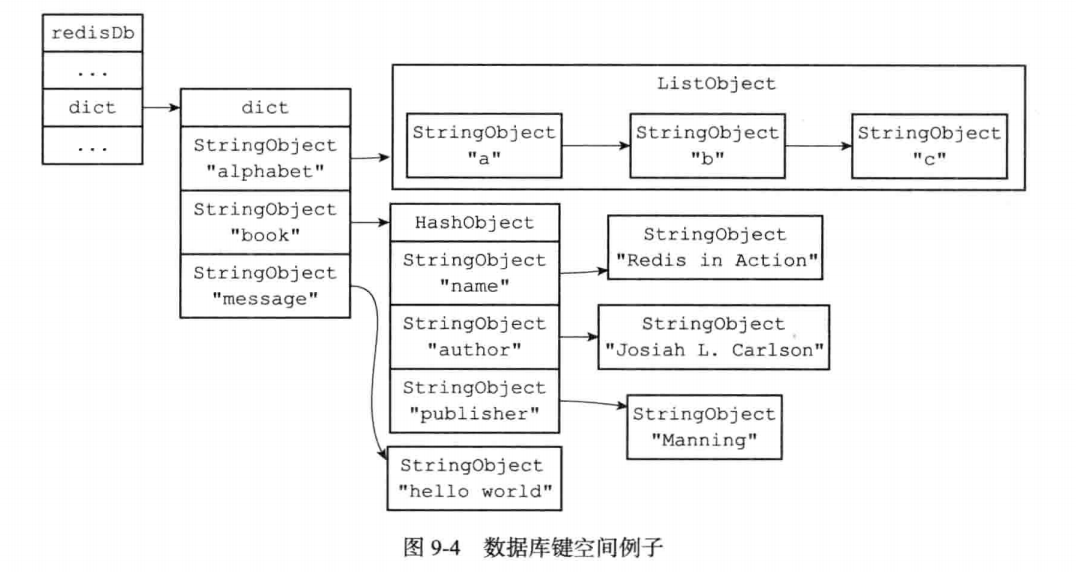 redisDb
...
dict
...
dict
StringObject
"alphabet"
StringObject
"book"
StringObject
"message"
ListObject
StringObject
"a"
StringObject
"b"
StringObject
"c"
HashObject
StringObject
"name"
StringObject
"author"
StringObject
"publisher"
StringObject
"Redis in Action"
StringObject
"Josiah L. Carlson"
StringObject
"Manning"
StringObject
"hello world"
图 9-4 数据库键空间例子